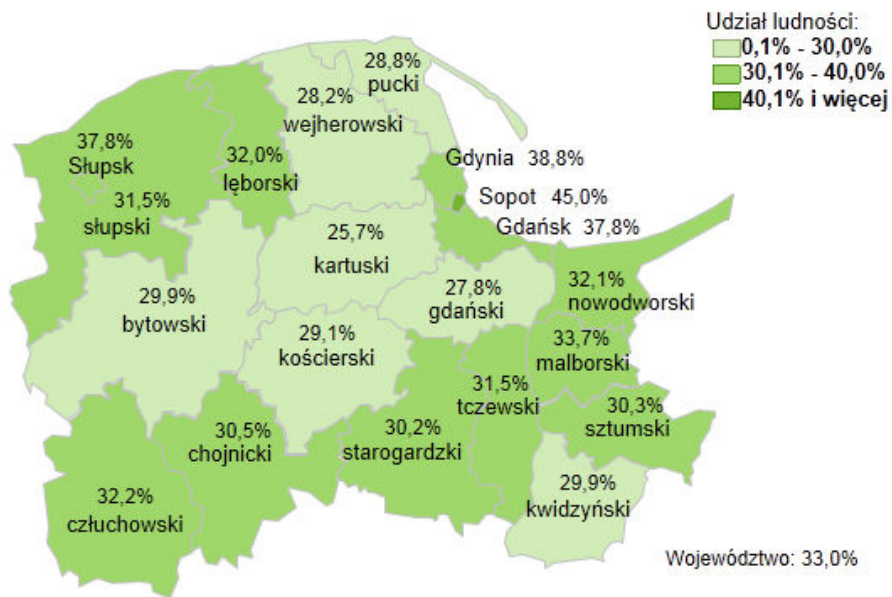 Udział ludności:
0,1% - 30,0%
30,1% - 40,0%
40,1% i więcej
28,8%
pucki
28,2%
wejherowski
37,8%
Słupsk
32,0%
lęborski
Gdynia 38,8%
Sopot 45,0%
Gdańsk 37,8%
31,5%
słupski
25,7%
kartuski
27,8%
gdański
32,1%
nowodworski
29,9%
bytowski
29,1%
kościerski
33,7%
malborski
31,5%
tczewski
30,3%
sztumski
30,5%
chojnicki
30,2%
starogardzki
29,9%
kwidzyński
32,2%
człuchowski
Województwo: 33,0%